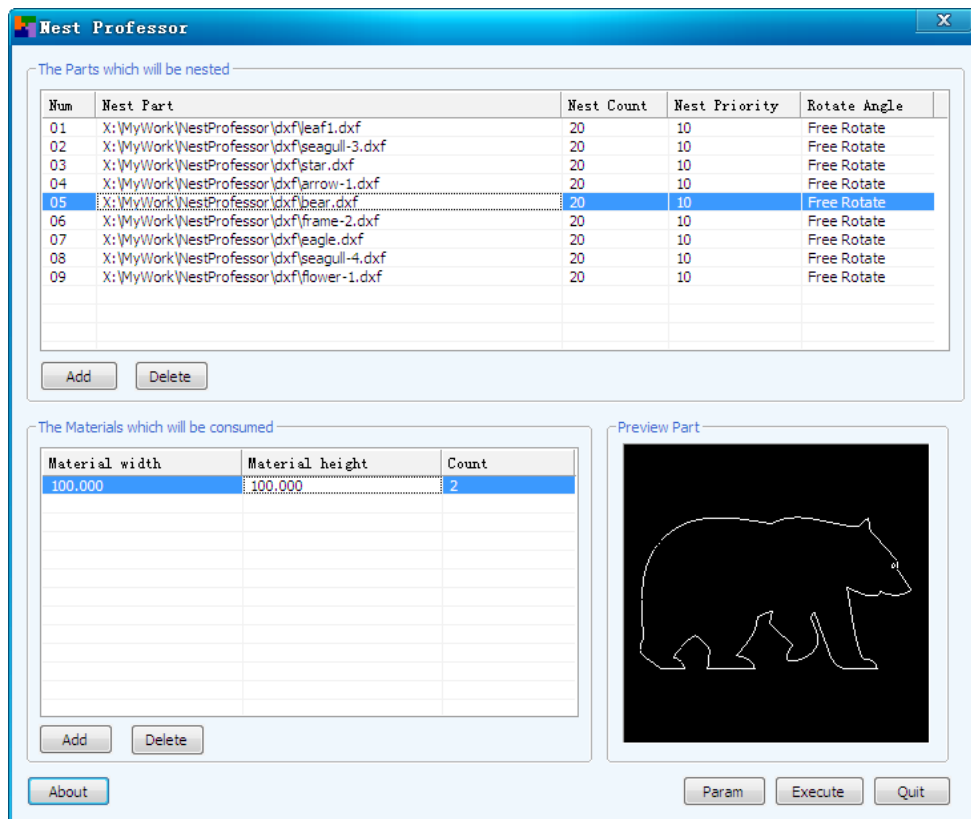 Nest Professor
X
The Parts which will be nested
Num Nest Part Nest Count Nest Priority Rotate Angle
01 X:\MyWork\NestProfessor\dxf\leaf1.dxf 20 10 Free Rotate
02 X:\MyWork\NestProfessor\dxf\seagull-3.dxf 20 10 Free Rotate
03 X:\MyWork\NestProfessor\dxf\star.dxf 20 10 Free Rotate
04 X:\MyWork\NestProfessor\dxf\arrow-1.dxf 20 10 Free Rotate
05 X:\MyWork\NestProfessor\dxf\bear.dxf 20 10 Free Rotate
06 X:\MyWork\NestProfessor\dxf\frame-2.dxf 20 10 Free Rotate
07 X:\MyWork\NestProfessor\dxf\eagle.dxf 20 10 Free Rotate
08 X:\MyWork\NestProfessor\dxf\seagull-4.dxf 20 10 Free Rotate
09 X:\MyWork\NestProfessor\dxf\flower-1.dxf 20 10 Free Rotate
Add Delete
The Materials which will be consumed Preview Part
Material width Material height Count
100.000 100.000 2
Add Delete
About Param Execute Quit